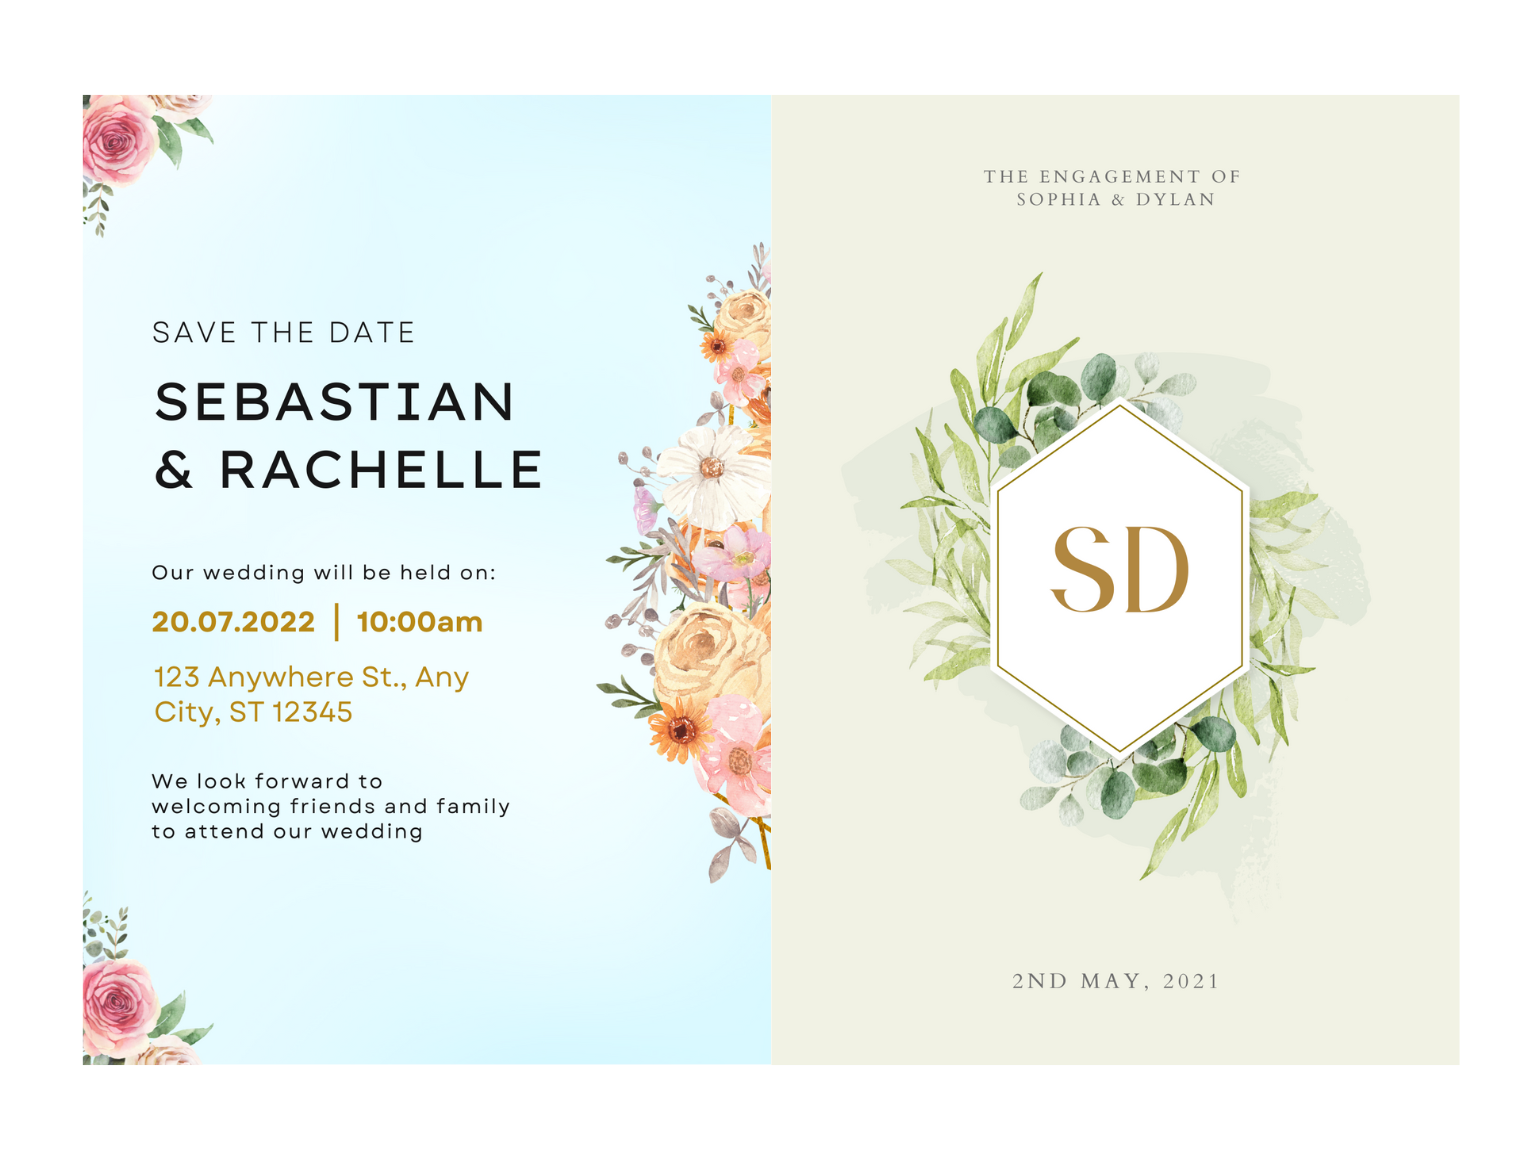 SAVE THE DATE
SEBASTIAN
& RACHELLE
Our wedding will be held on:
20.07.2022 | 10:00am
123 Anywhere St., Any
City, ST 12345
We look forward to
welcoming friends and family
to attend our wedding
THE ENGAGEMENT OF
SOPHIA & DYLAN
SD
2ND MAY, 2021